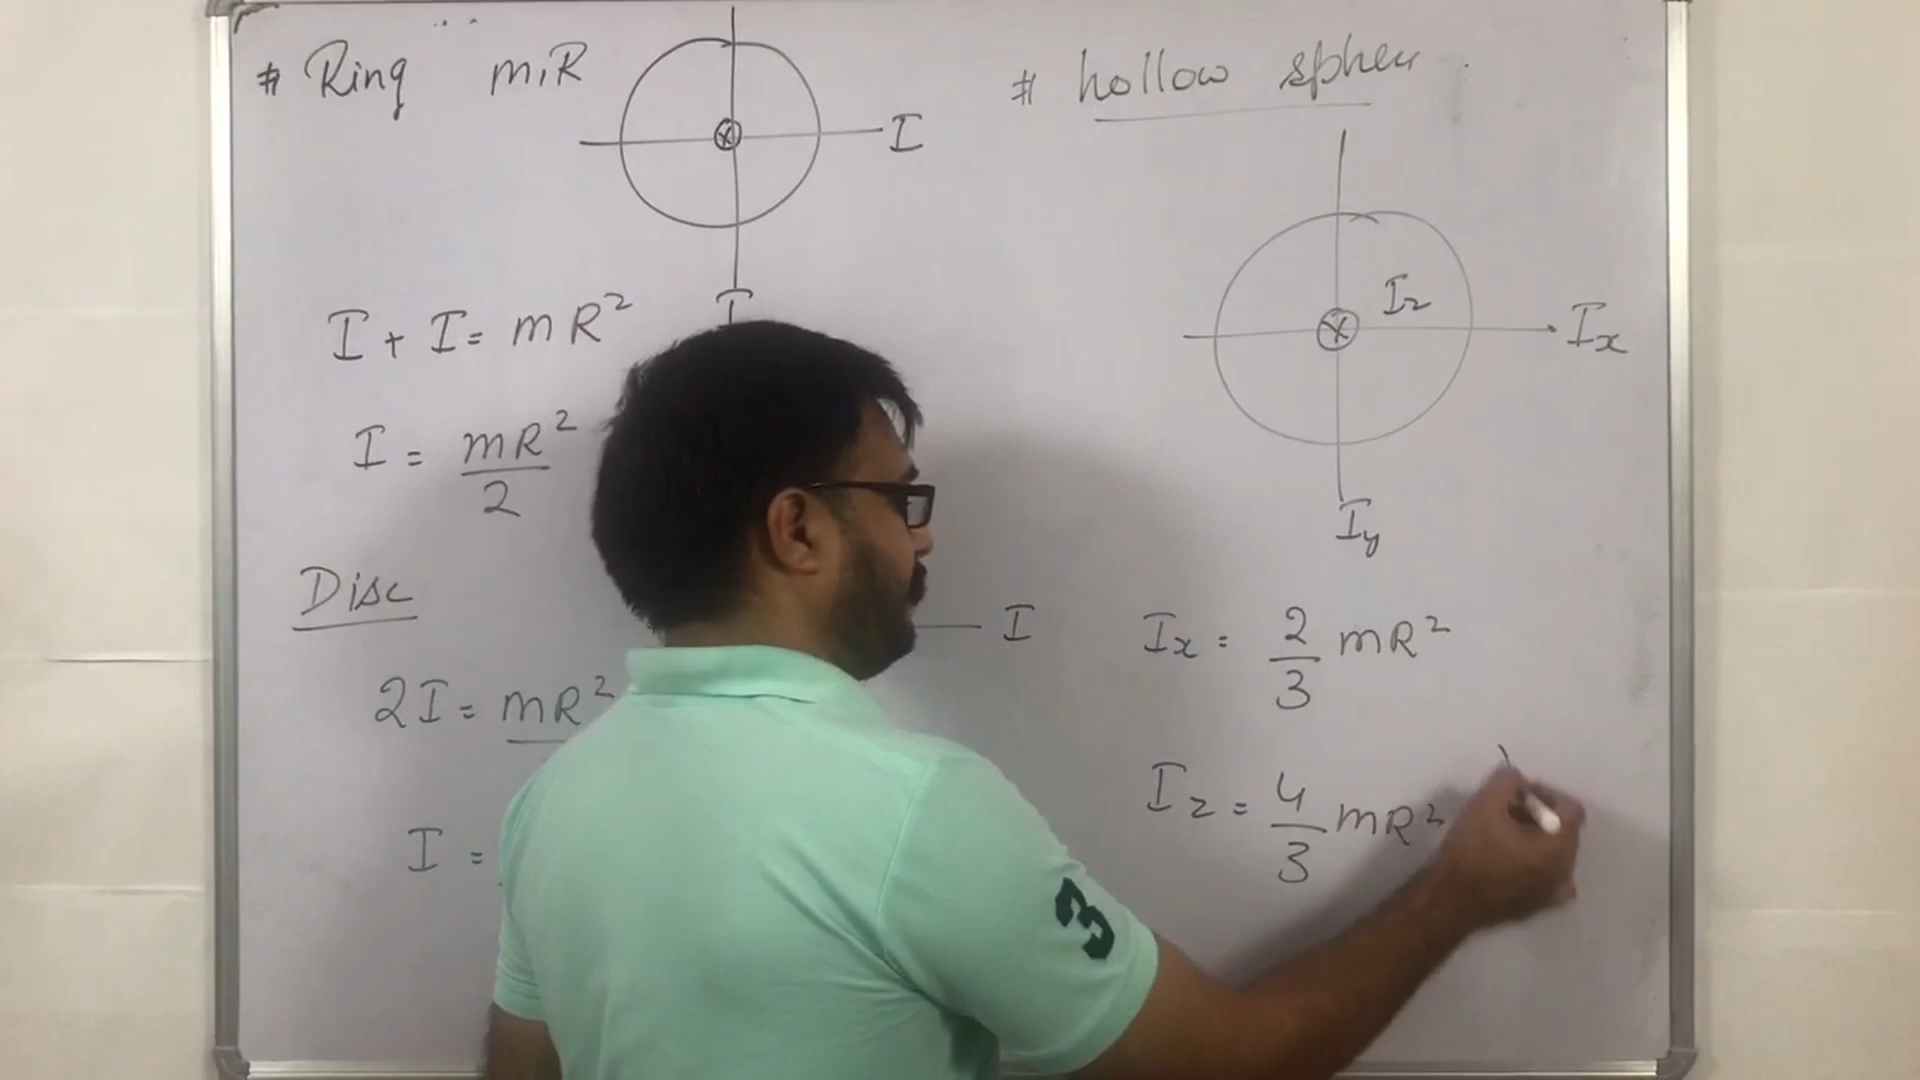 # Ring m,R
I
I
I + I = mR²
I = mR²/2
Disc
I
2I = mR²
I =
# hollow spher
Iz
Ix
Iy
Ix = 2/3 mR²
Iz = 4/3 mR²
3